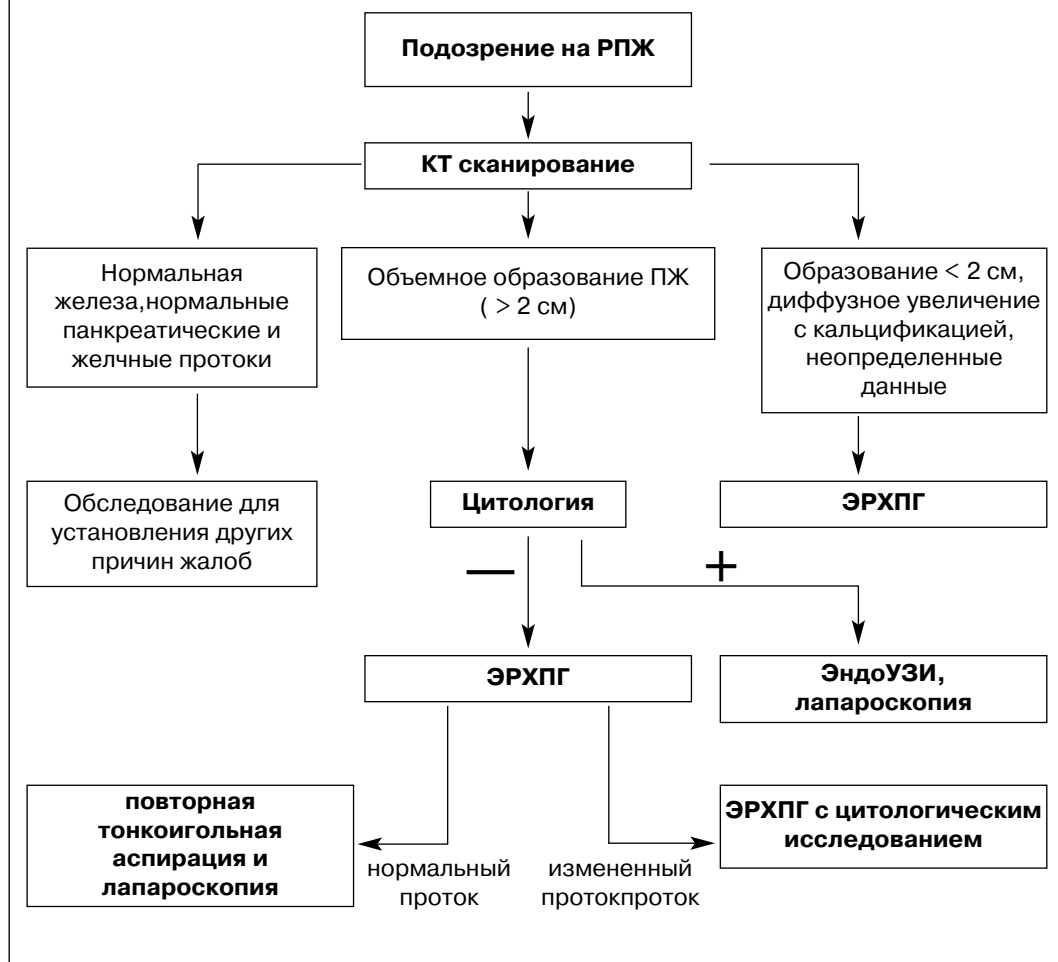 Подозрение на РПЖ
КТ сканирование
Нормальная
железа,нормальные
панкреатические и
желчные протоки
Объемное образование ПЖ
( > 2 см)
Образование < 2 см,
диффузное увеличение
с кальцификацией,
неопределенные
данные
Обследование для
установления других
причин жалоб
Цитология
ЭРХПГ
—
+
ЭРХПГ
ЭндоУЗИ,
лапароскопия
повторная
тонкоигольная
аспирация и
лапароскопия
нормальный
проток
измененный
протокпроток
ЭРХПГ с цитологическим
исследованием